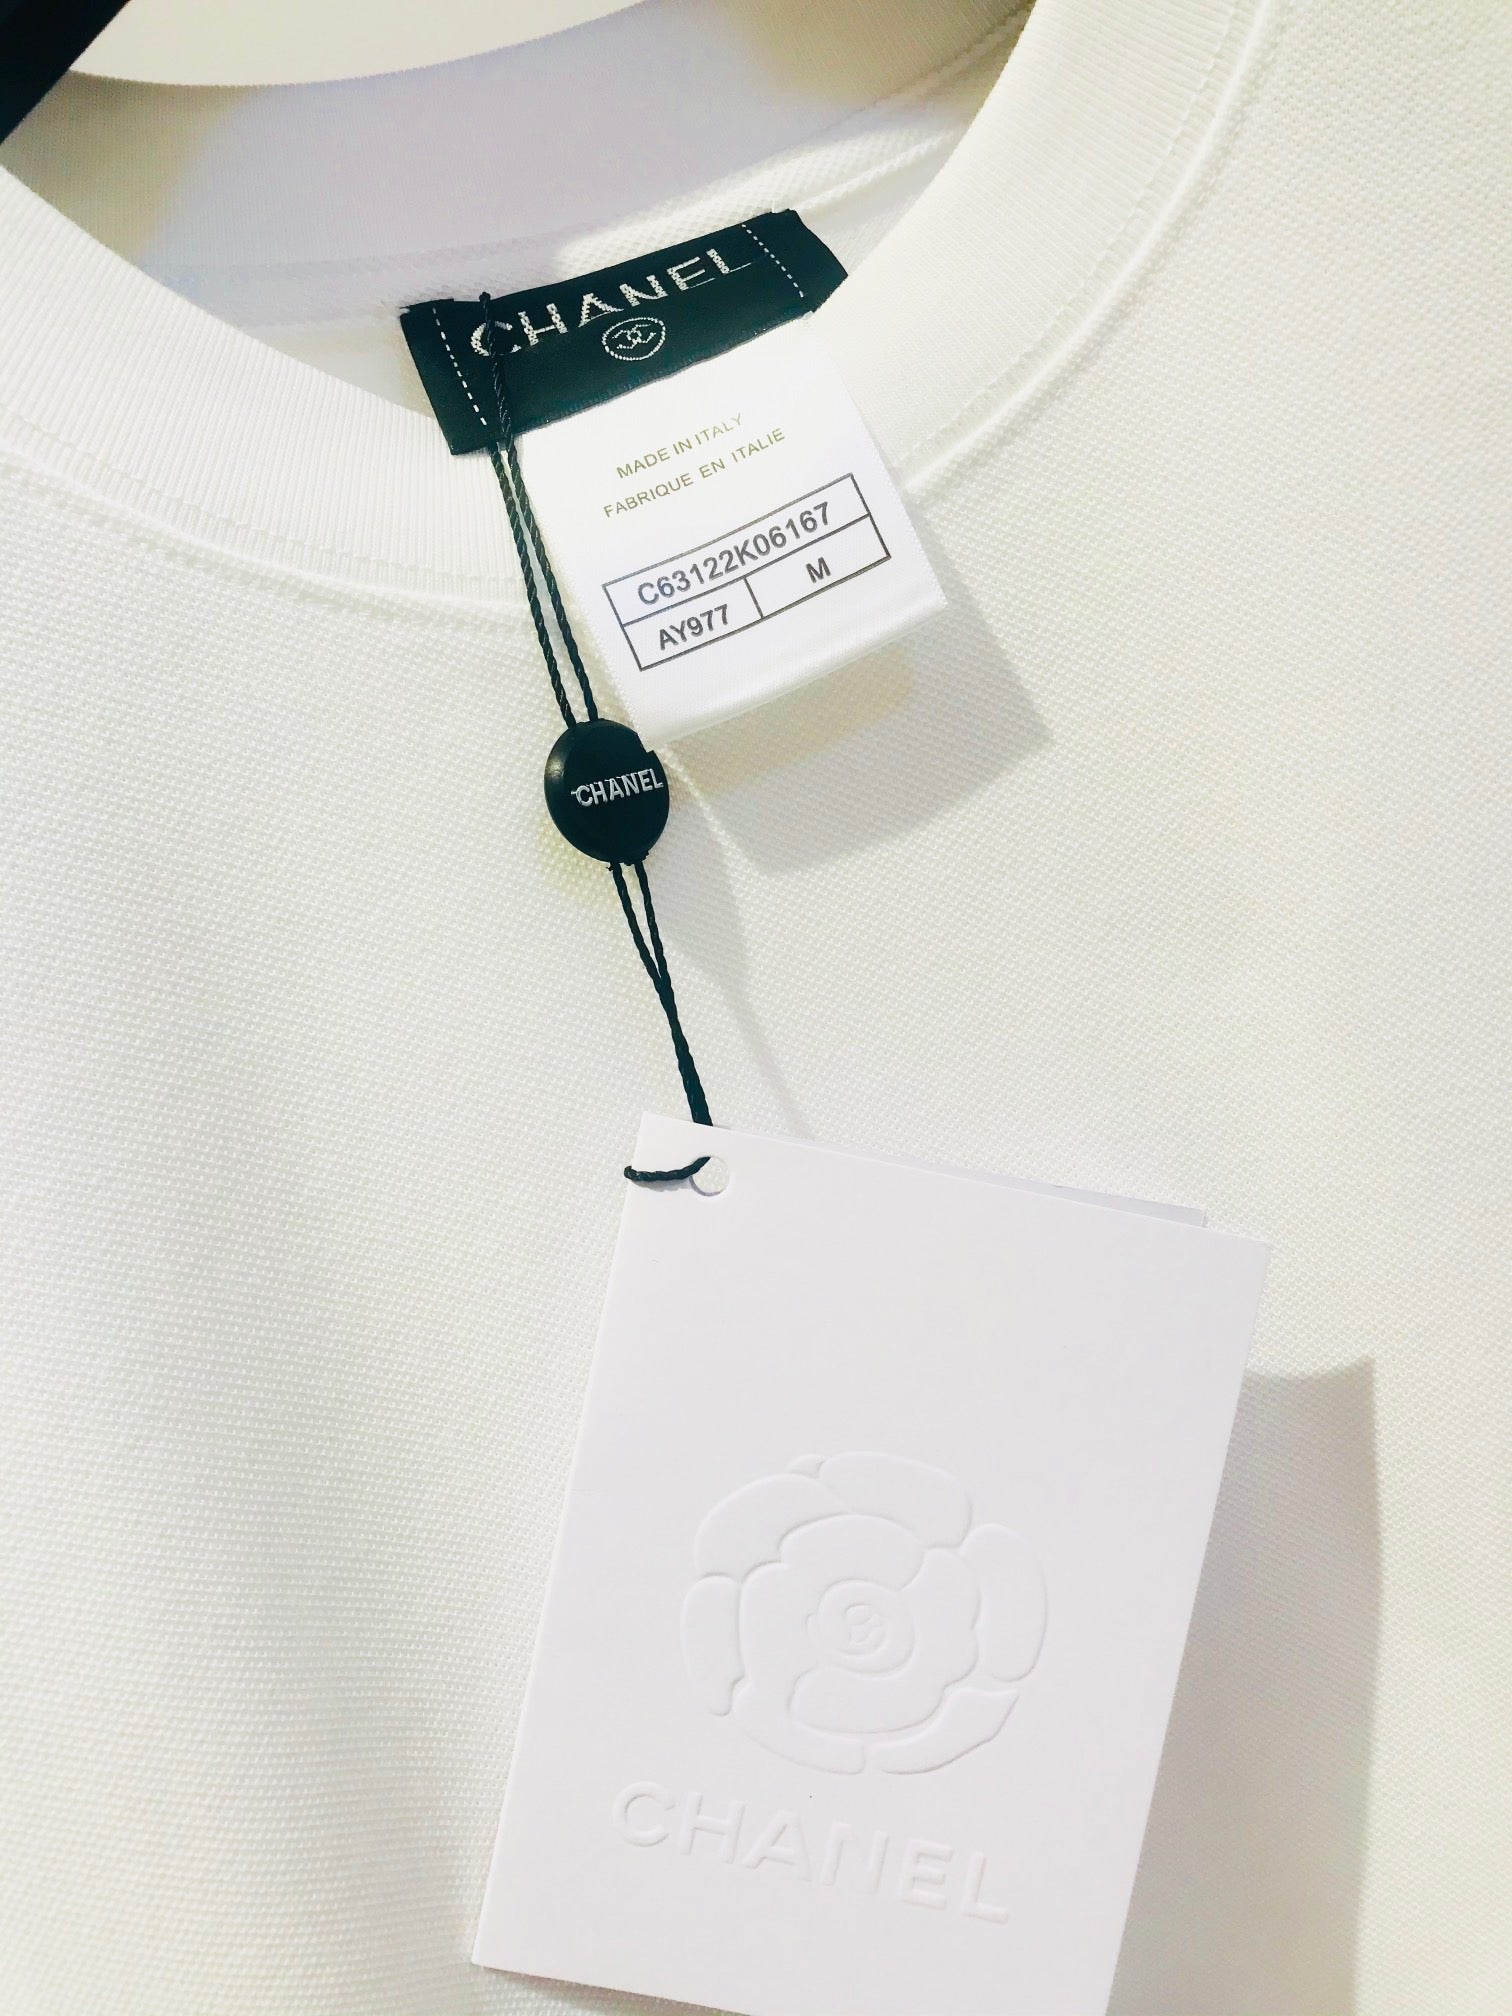 CHANEL
MADE IN ITALY
FABRIQUE EN ITALIE
C63122K06167
AY977 M
CHANEL
CHANEL